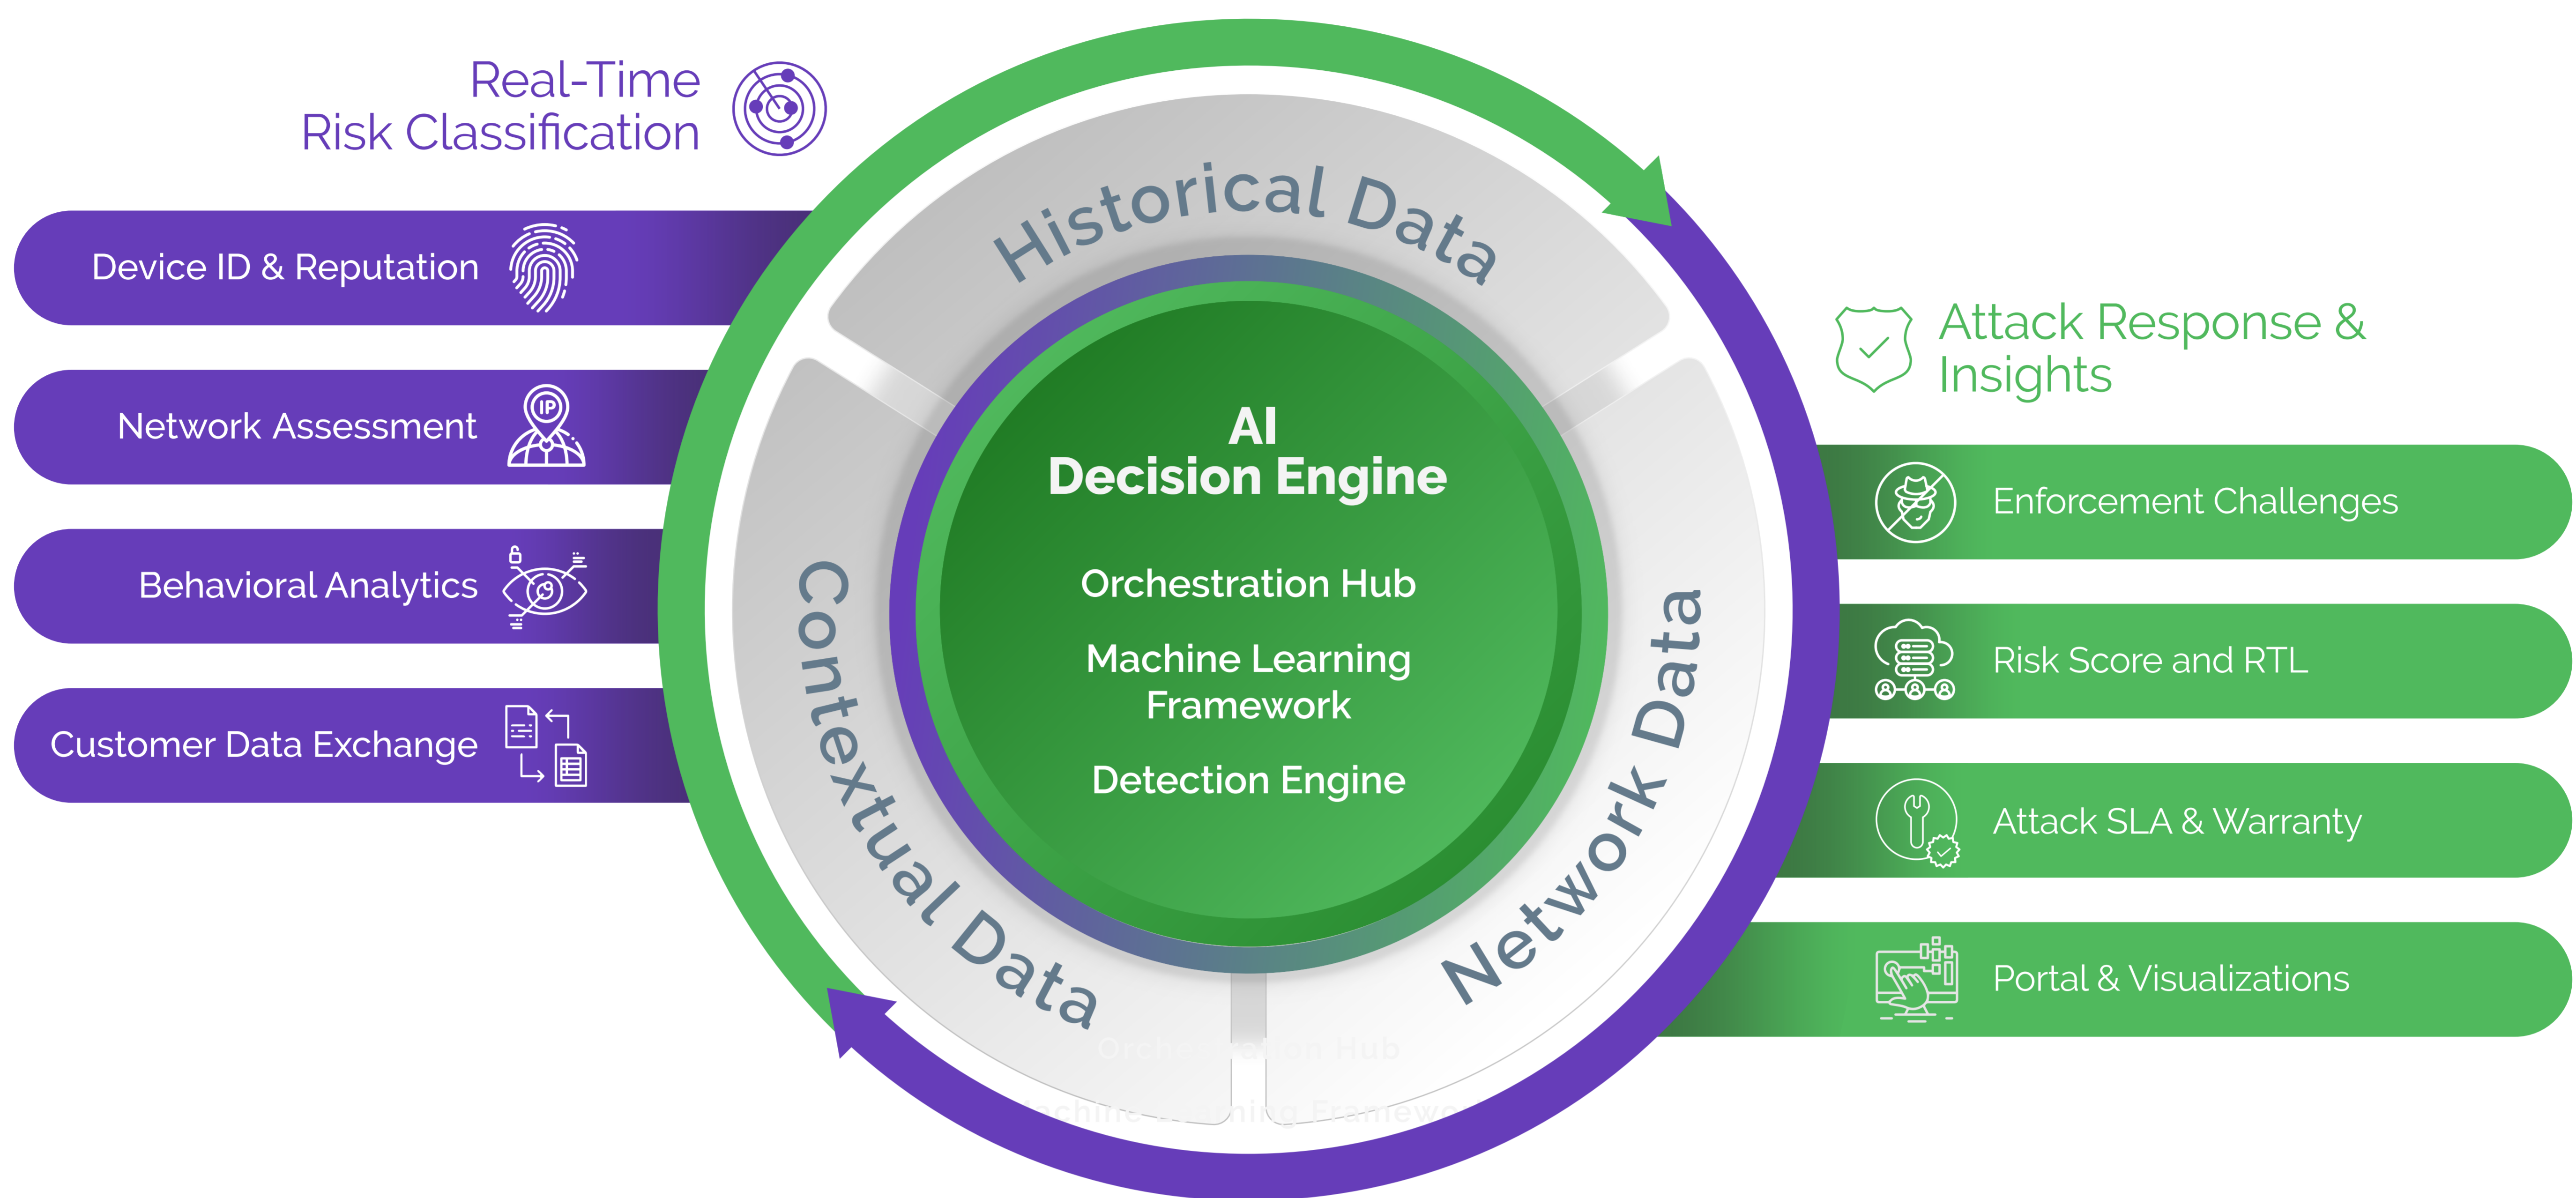 Real-Time
Risk Classification
Device ID & Reputation
Network Assessment
IP
Behavioral Analytics
Customer Data Exchange
Historical Data
Contextual Data
Network Data
AI
Decision Engine
Orchestration Hub
Machine Learning
Framework
Detection Engine
Attack Response &
Insights
Enforcement Challenges
Risk Score and RTL
Attack SLA & Warranty
Portal & Visualizations
Hub